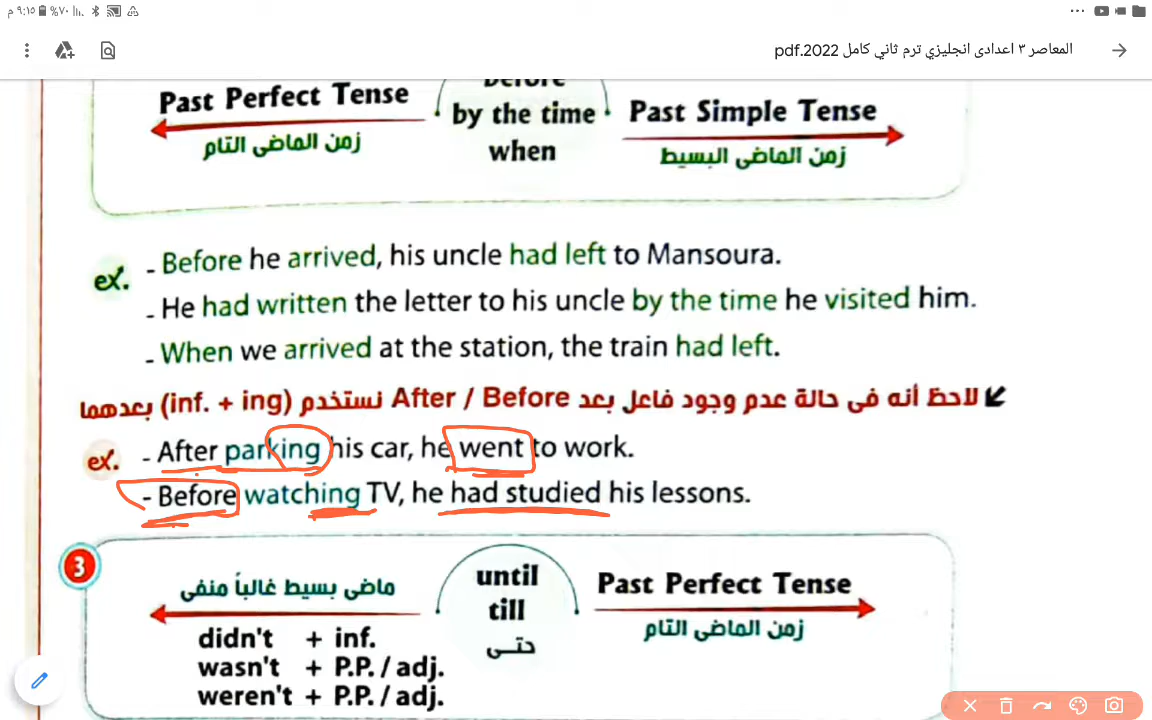 م ٩:١٥ %٧٠
المعاصر ٣ اعدادى انجليزي ترم ثاني كامل 2022.pdf
before
Past Perfect Tense by the time Past Simple Tense
زمن الماضى التام when زمن الماضى البسيط
ex. - Before he arrived, his uncle had left to Mansoura.
- He had written the letter to his uncle by the time he visited him.
- When we arrived at the station, the train had left.
لاحظ أنه فى حالة عدم وجود فاعل بعد After / Before نستخدم (inf. + ing) بعدهما
ex. - After parking his car, he went to work.
- Before watching TV, he had studied his lessons.
3
ماضى بسيط غالباً منفى until Past Perfect Tense
till
حتـى زمن الماضى التام
didn't + inf.
wasn't + P.P. / adj.
weren't + P.P. / adj.